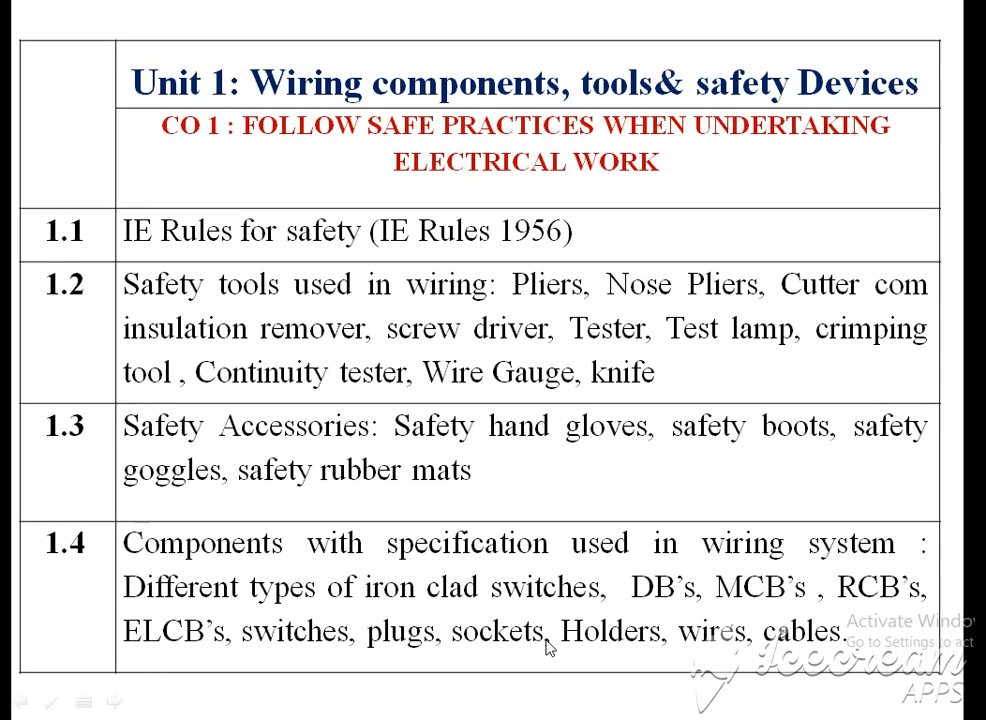 Unit 1: Wiring components, tools& safety Devices
CO 1 : FOLLOW SAFE PRACTICES WHEN UNDERTAKING
ELECTRICAL WORK
1.1 IE Rules for safety (IE Rules 1956)
1.2 Safety tools used in wiring: Pliers, Nose Pliers, Cutter com
insulation remover, screw driver, Tester, Test lamp, crimping
tool , Continuity tester, Wire Gauge, knife
1.3 Safety Accessories: Safety hand gloves, safety boots, safety
goggles, safety rubber mats
1.4 Components with specification used in wiring system :
Different types of iron clad switches, DB's, MCB's , RCB's,
ELCB's, switches, plugs, sockets, Holders, wires, cables.
Activate Windo
Go to Settings to act
Icecream
APPS